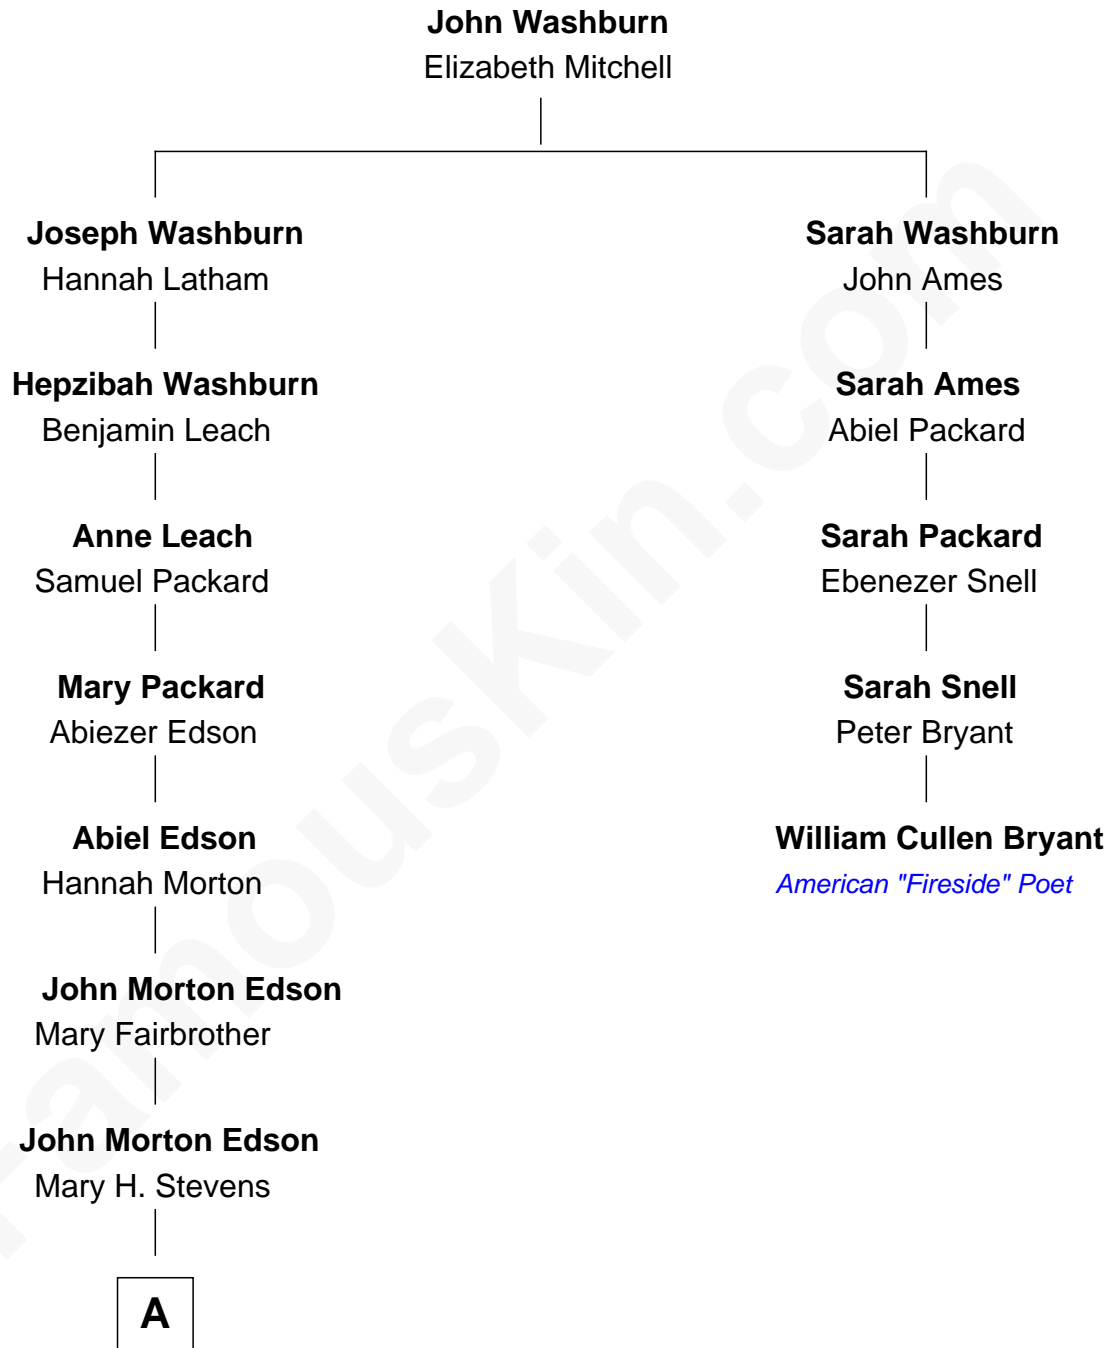 John Washburn
Elizabeth Mitchell
Joseph Washburn
Hannah Latham
Sarah Washburn
John Ames
Hepzibah Washburn
Benjamin Leach
Sarah Ames
Abiel Packard
Anne Leach
Samuel Packard
Sarah Packard
Ebenezer Snell
Mary Packard
Abiezer Edson
Sarah Snell
Peter Bryant
Abiel Edson
Hannah Morton
William Cullen Bryant
American "Fireside" Poet
John Morton Edson
Mary Fairbrother
John Morton Edson
Mary H. Stevens
A
FamousKin.com